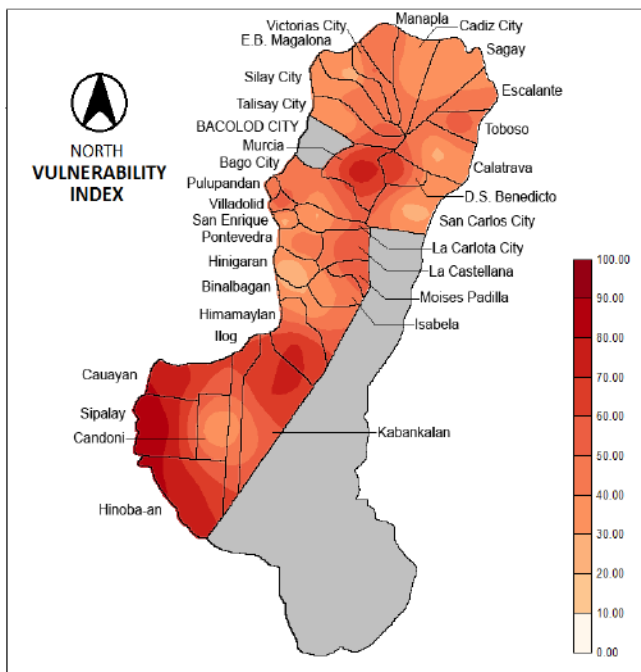 Victorias City
Manapla
Cadiz City
E.B. Magalona
Sagay
Silay City
Escalante
Talisay City
BACOLOD CITY
Toboso
Murcia
NORTH
VULNERABILITY
INDEX
Bago City
Calatrava
Pulupandan
D.S. Benedicto
Villadolid
San Enrique
San Carlos City
Pontevedra
La Carlota City
Hinigaran
La Castellana
Binalbagan
Moises Padilla
Himamaylan
Isabela
Ilog
Cauayan
Sipalay
Candoni
Kabankalan
Hinoba-an
100.00
90.00
80.00
70.00
60.00
50.00
40.00
30.00
20.00
10.00
0.00